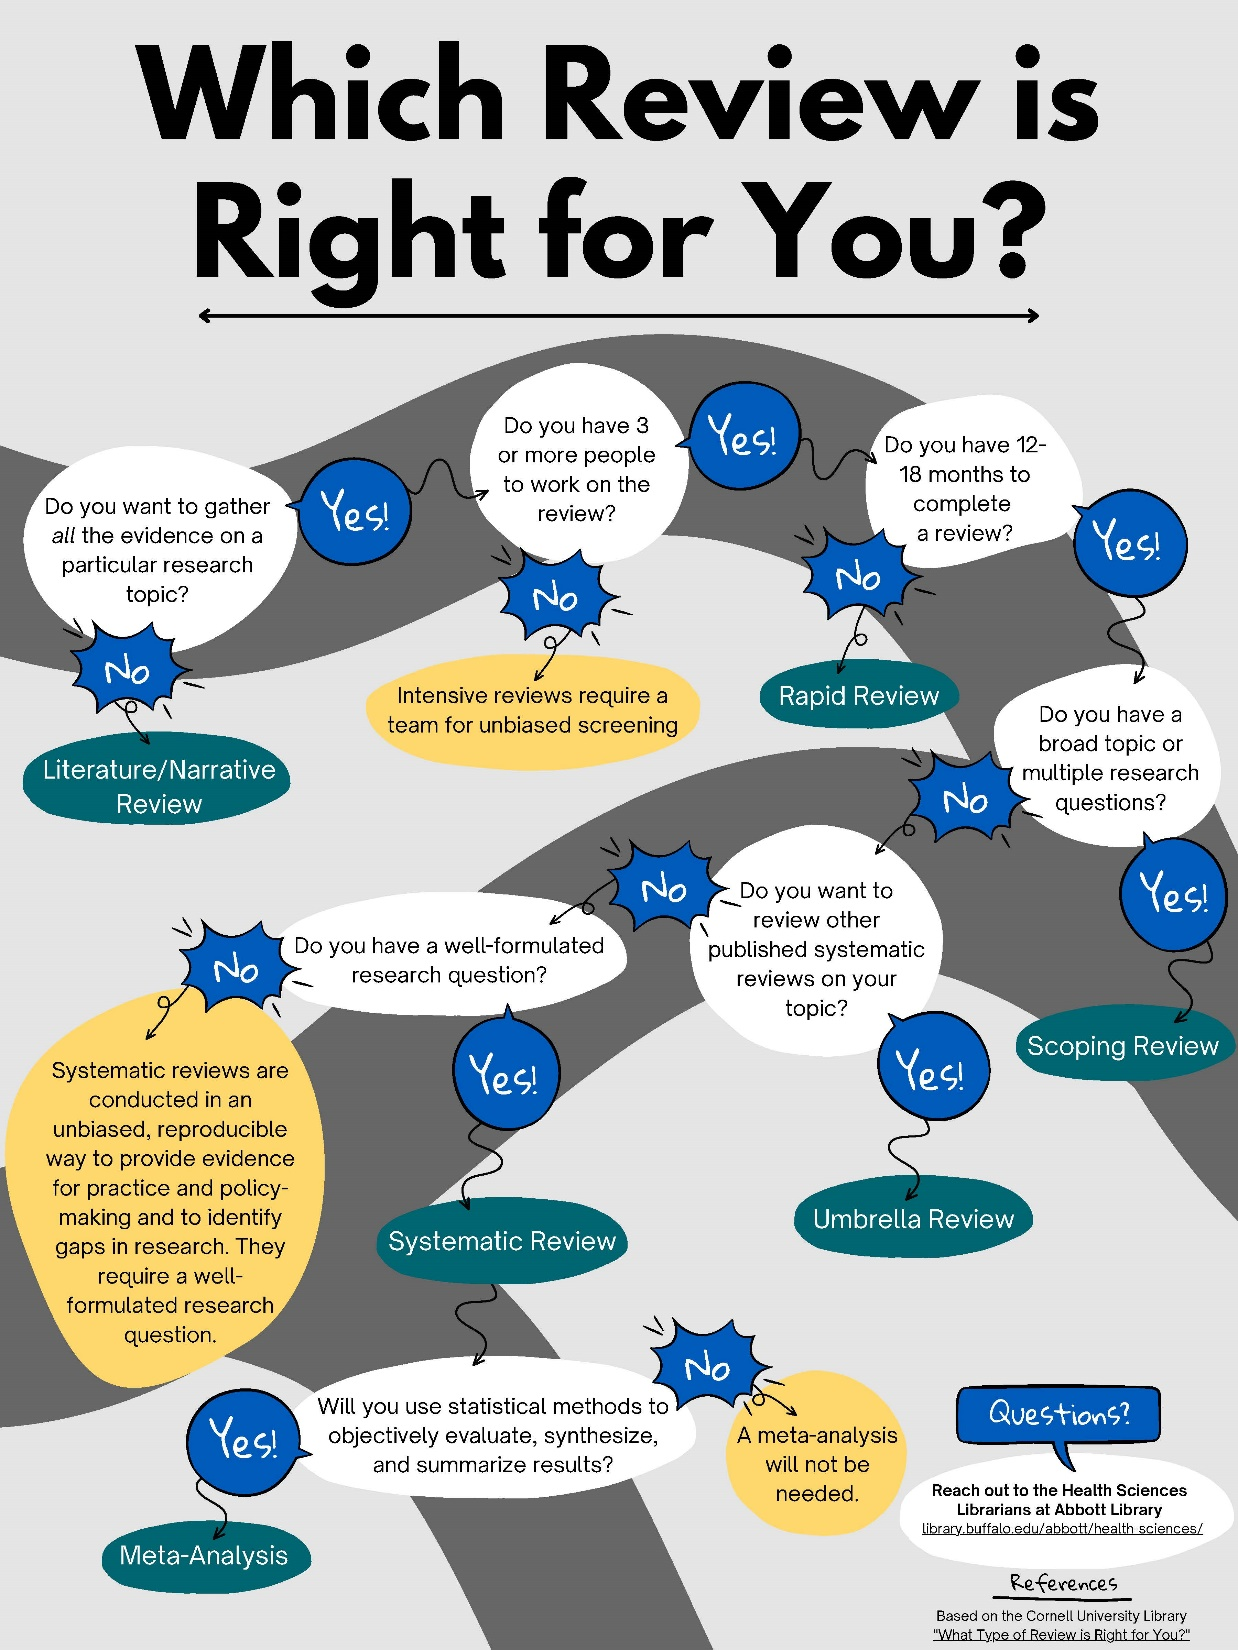 Which Review is
Right for You?
Do you want to gather
all the evidence on a
particular research
topic?
Yes!
No
Literature/Narrative
Review
Do you have 3
or more people
to work on the
review?
Yes!
No
Intensive reviews require a
team for unbiased screening
Do you have 12-
18 months to
complete
a review?
Yes!
No
Rapid Review
Do you have a
broad topic or
multiple research
questions?
No
Yes!
Scoping Review
Do you want to
review other
published systematic
reviews on your
topic?
No
Yes!
Umbrella Review
Do you have a well-formulated
research question?
No
Systematic reviews are
conducted in an
unbiased, reproducible
way to provide evidence
for practice and policy-
making and to identify
gaps in research. They
require a well-
formulated research
question.
Yes!
Systematic Review
Will you use statistical methods to
objectively evaluate, synthesize,
and summarize results?
No
A meta-analysis
will not be
needed.
Yes!
Meta-Analysis
Questions?
Reach out to the Health Sciences
Librarians at Abbott Library
library.buffalo.edu/abbott/health sciences/
References
Based on the Cornell University Library
"What Type of Review is Right for You?"